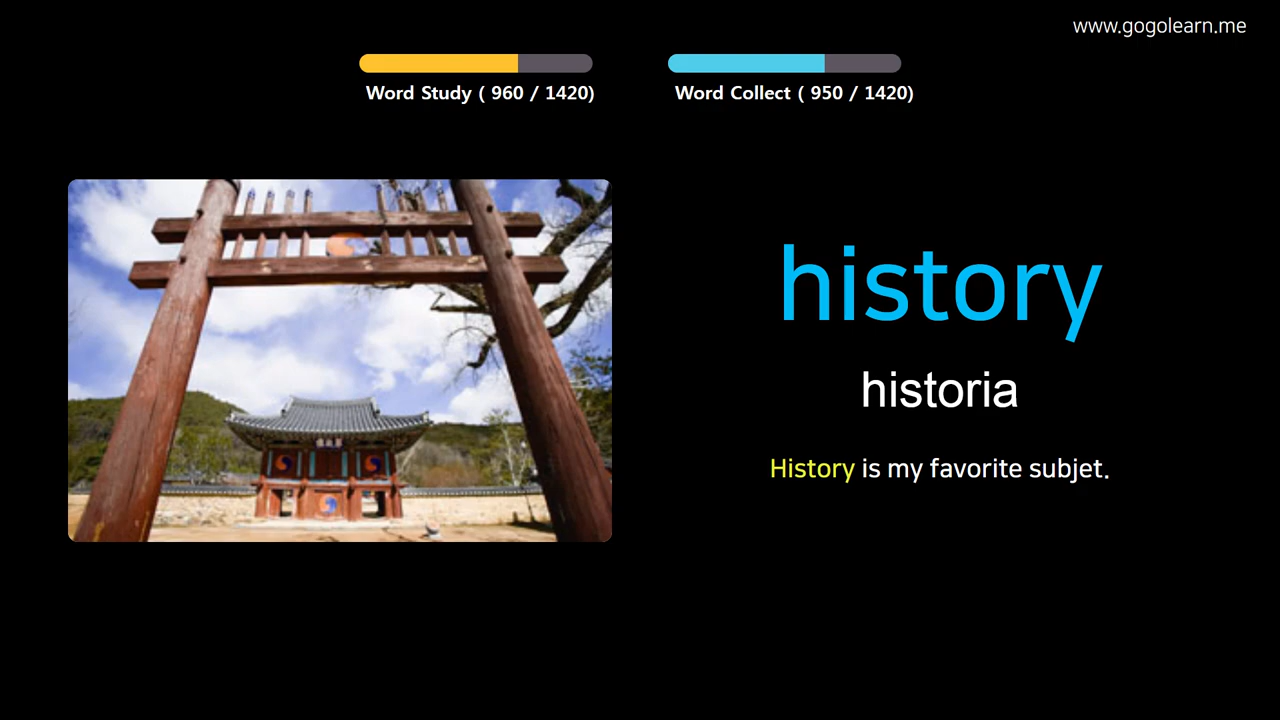 www.gogolearn.me
Word Study ( 960 / 1420)
Word Collect ( 950 / 1420)
history
historia
History is my favorite subjet.